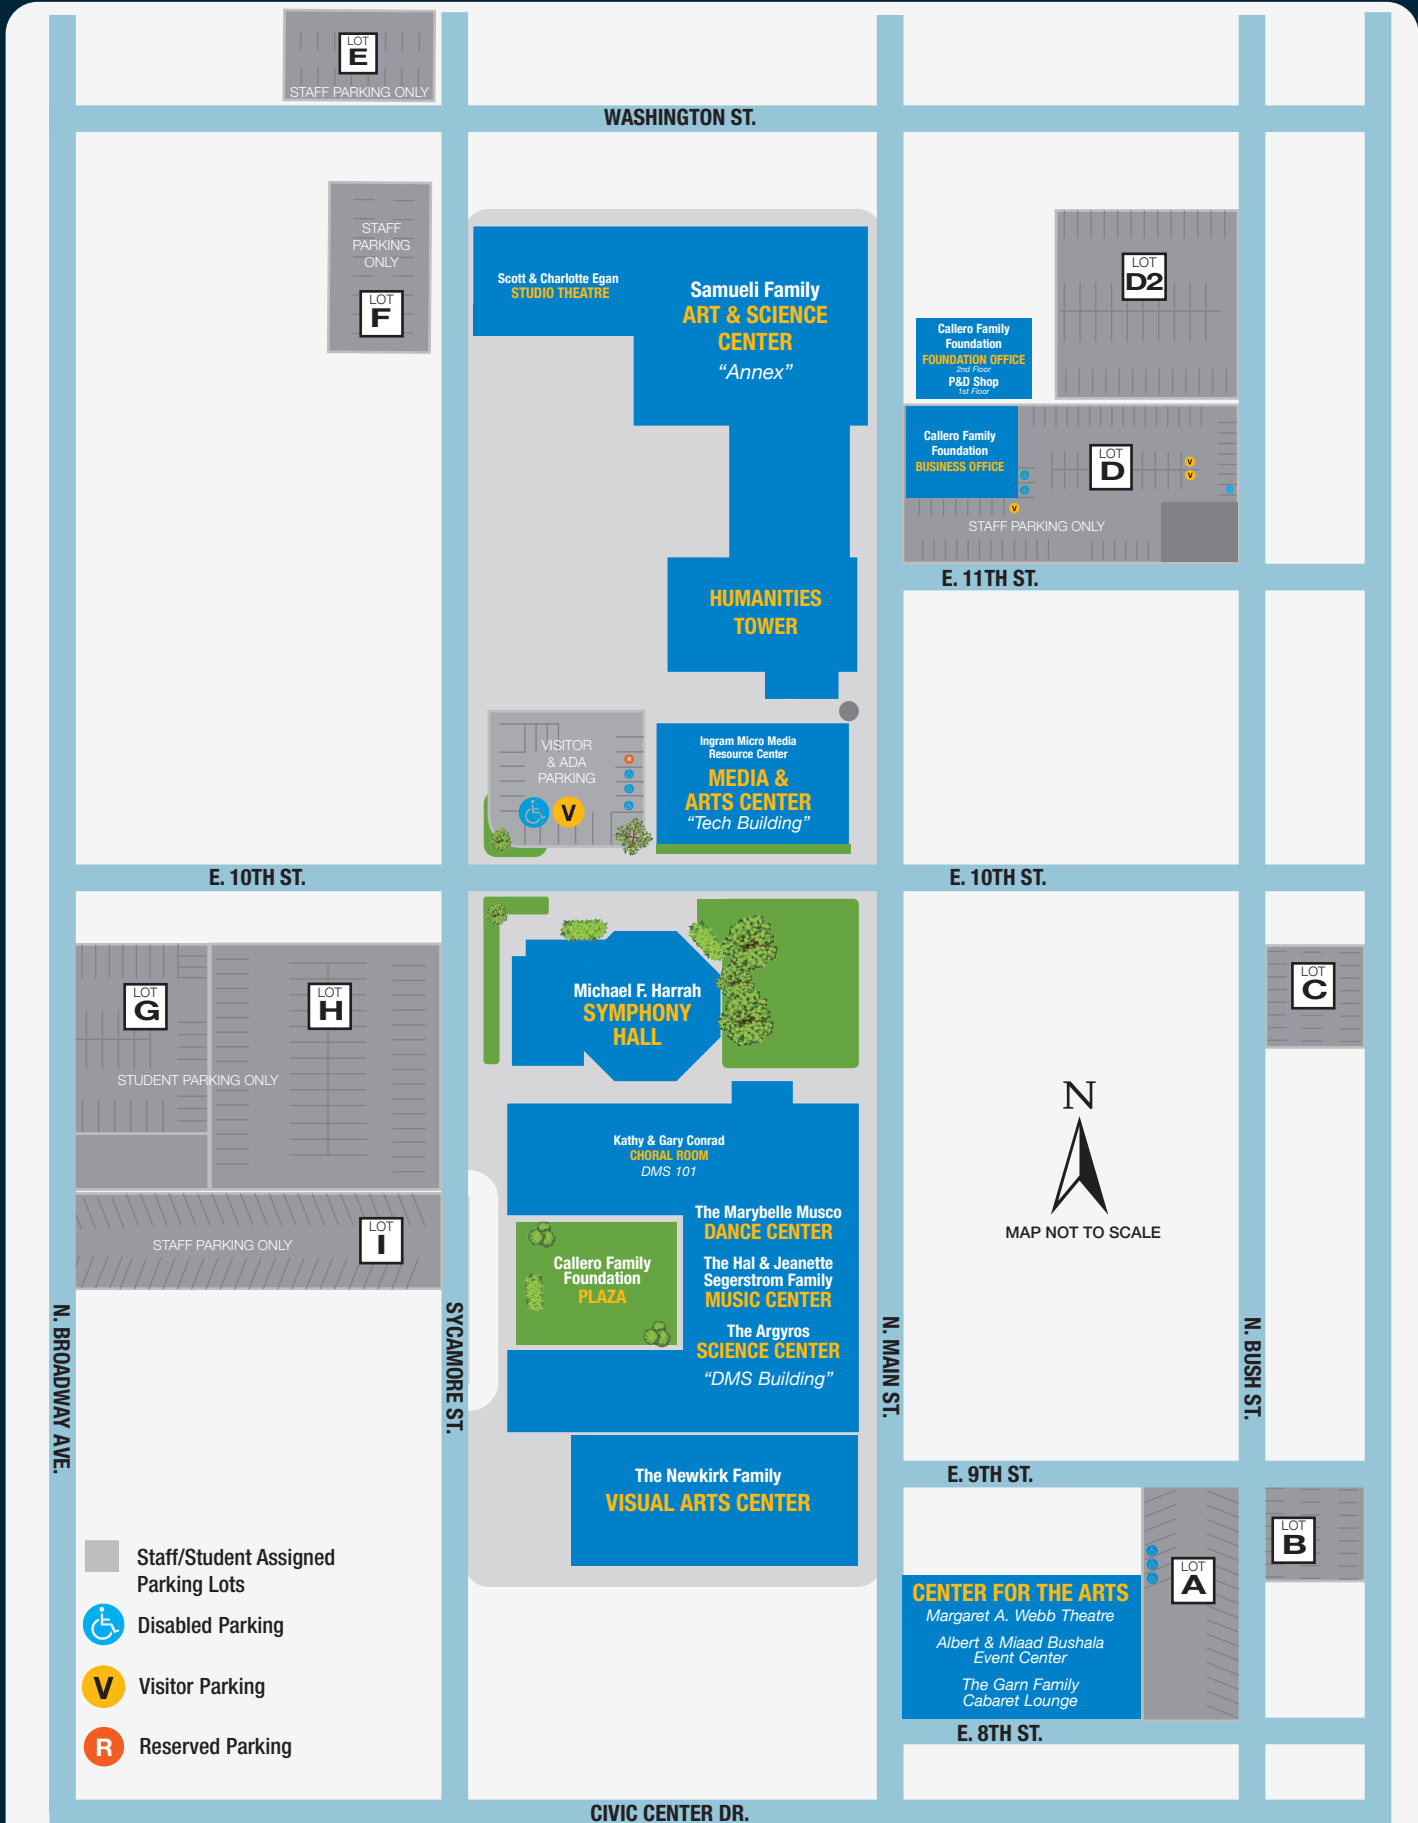 LOT
E
STAFF PARKING ONLY
WASHINGTON ST.
STAFF
PARKING
ONLY
LOT
F
Scott & Charlotte Egan
STUDIO THEATRE
Samueli Family
ART & SCIENCE
CENTER
“Annex”
LOT
D2
Callero Family
Foundation
FOUNDATION OFFICE
2nd Floor
P&D Shop
1st Floor
Callero Family
Foundation
BUSINESS OFFICE
LOT
D
V
V
V
STAFF PARKING ONLY
E. 11TH ST.
HUMANITIES
TOWER
VISITOR
& ADA
PARKING
R
V
Ingram Micro Media
Resource Center
MEDIA &
ARTS CENTER
“Tech Building”
E. 10TH ST.
E. 10TH ST.
LOT
G
LOT
H
STUDENT PARKING ONLY
Michael F. Harrah
SYMPHONY
HALL
LOT
C
N
MAP NOT TO SCALE
Kathy & Gary Conrad
CHORAL ROOM
DMS 101
The Marybelle Musco
DANCE CENTER
The Hal & Jeanette
Segerstrom Family
MUSIC CENTER
The Argyros
SCIENCE CENTER
“DMS Building”
STAFF PARKING ONLY
LOT
I
Callero Family
Foundation
PLAZA
N. BROADWAY AVE.
SYCAMORE ST.
N. MAIN ST.
N. BUSH ST.
The Newkirk Family
VISUAL ARTS CENTER
E. 9TH ST.
LOT
A
LOT
B
CENTER FOR THE ARTS
Margaret A. Webb Theatre
Albert & Miaad Bushala
Event Center
The Garn Family
Cabaret Lounge
E. 8TH ST.
Staff/Student Assigned
Parking Lots
Disabled Parking
V Visitor Parking
R Reserved Parking
CIVIC CENTER DR.